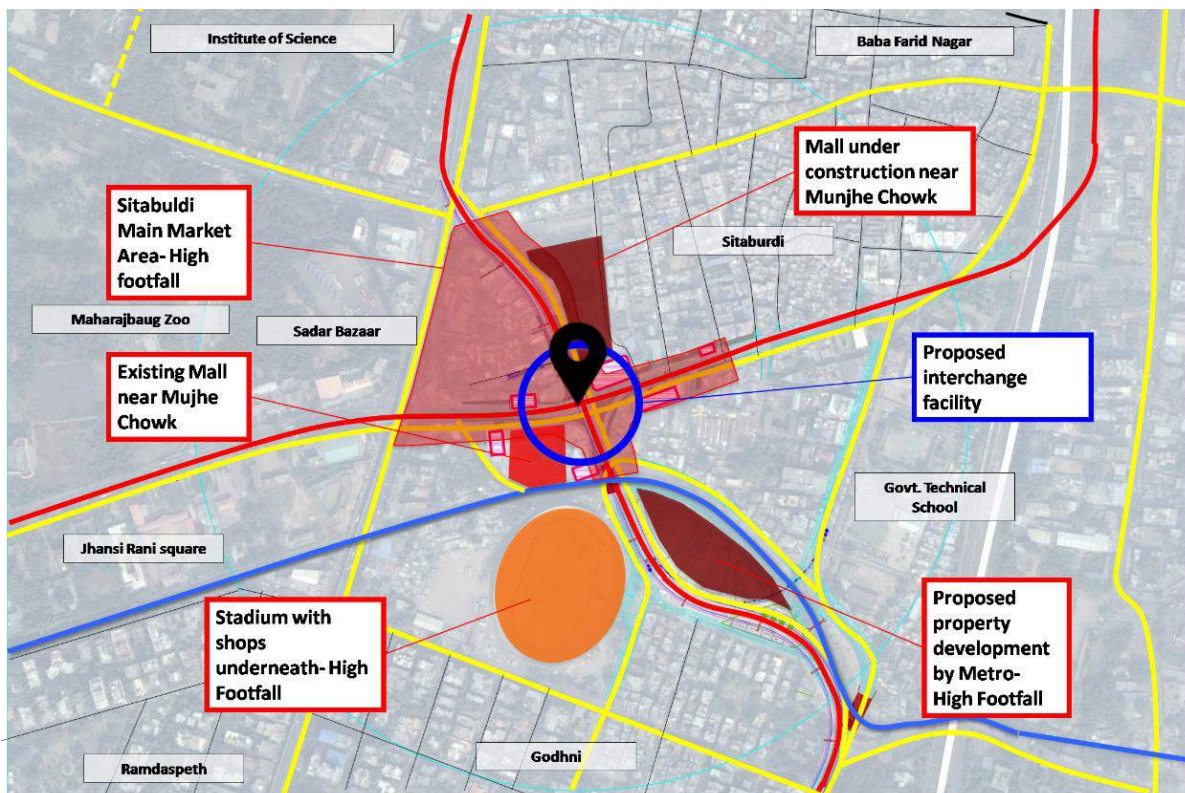 Institute of Science
Baba Farid Nagar
Mall under
construction near
Munjhe Chowk
Sitabuldi
Main Market
Area- High
footfall
Sitaburdi
Maharajbaug Zoo
Sadar Bazaar
Existing Mall
near Mujhe
Chowk
Proposed
interchange
facility
Govt. Technical
School
Jhansi Rani square
Stadium with
shops
underneath- High
Footfall
Proposed
property
development
by Metro-
High Footfall
Godhni
Ramdaspeth